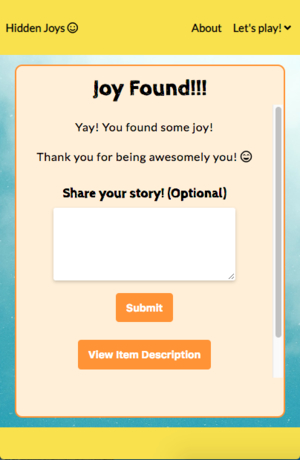 Hidden Joys ☺ About Let's play!
Joy Found!!!
Yay! You found some joy!
Thank you for being awesomely you! 😄
Share your story! (Optional)
Submit
View Item Description